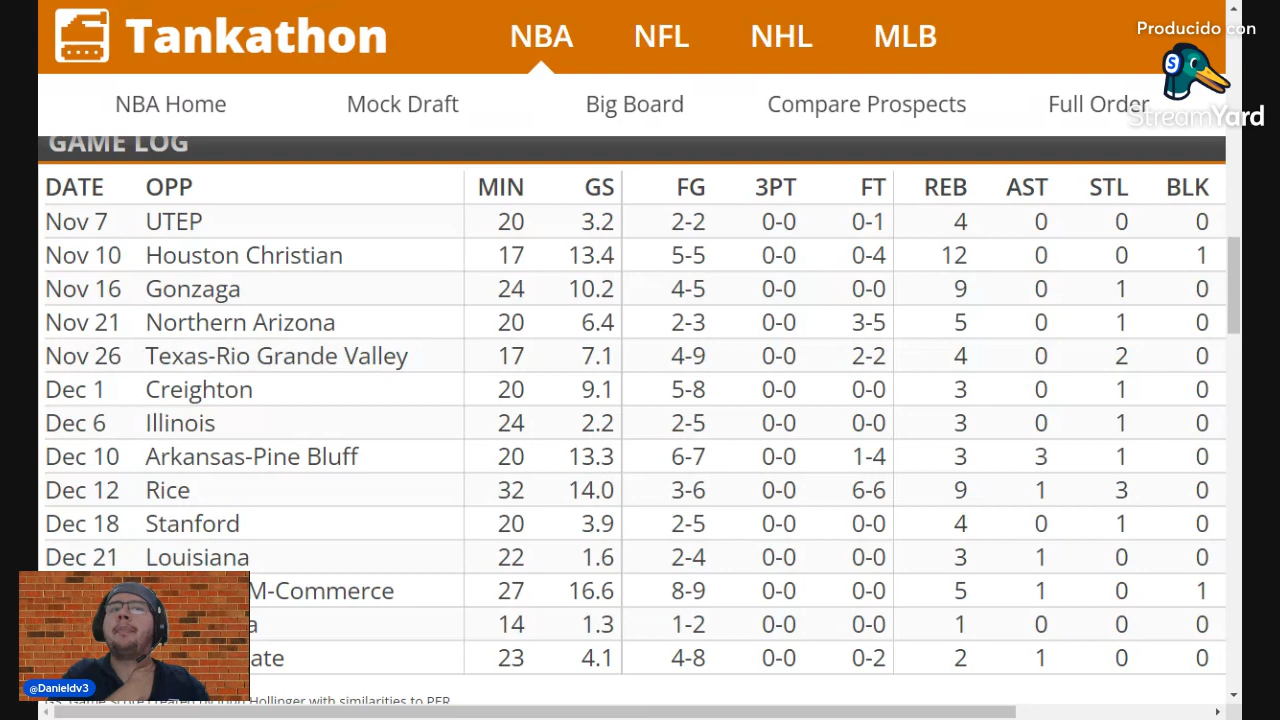 Tankathon NBA NFL NHL MLB
Producido con
StreamYard
NBA Home Mock Draft Big Board Compare Prospects Full Order
GAME LOG
DATE OPP MIN GS FG 3PT FT REB AST STL BLK
Nov 7 UTEP 20 3.2 2-2 0-0 0-1 4 0 0 0
Nov 10 Houston Christian 17 13.4 5-5 0-0 0-4 12 0 0 1
Nov 16 Gonzaga 24 10.2 4-5 0-0 0-0 9 0 1 0
Nov 21 Northern Arizona 20 6.4 2-3 0-0 3-5 5 0 1 0
Nov 26 Texas-Rio Grande Valley 17 7.1 4-9 0-0 2-2 4 0 2 0
Dec 1 Creighton 20 9.1 5-8 0-0 0-0 3 0 1 0
Dec 6 Illinois 24 2.2 2-5 0-0 0-0 3 0 1 0
Dec 10 Arkansas-Pine Bluff 20 13.3 6-7 0-0 1-4 3 3 1 0
Dec 12 Rice 32 14.0 3-6 0-0 6-6 9 1 3 0
Dec 18 Stanford 20 3.9 2-5 0-0 0-0 4 0 1 0
Dec 21 Louisiana 22 1.6 2-4 0-0 0-0 3 1 0 0
M-Commerce 27 16.6 8-9 0-0 0-0 5 1 0 1
a 14 1.3 1-2 0-0 0-0 1 0 0 0
ate 23 4.1 4-8 0-0 0-2 2 1 0 0
@Danieldv3
Hollinger with similarities to PER